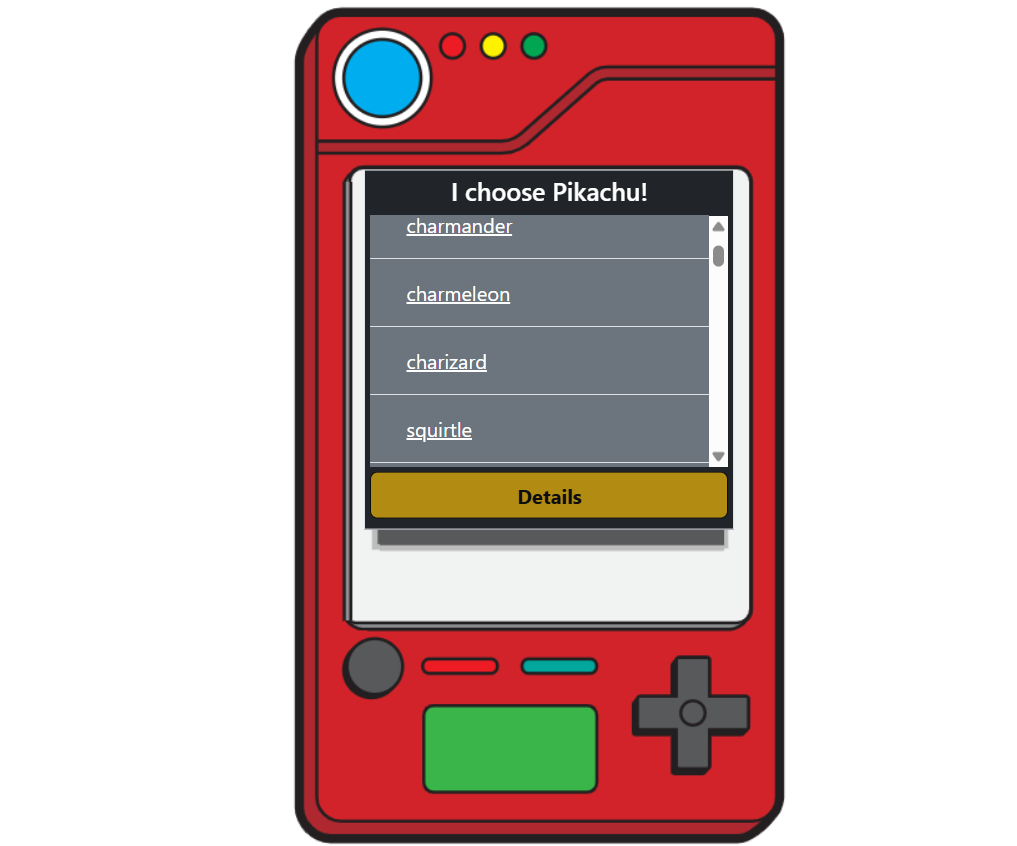 I choose Pikachu!
charmander
charmeleon
charizard
squirtle
Details